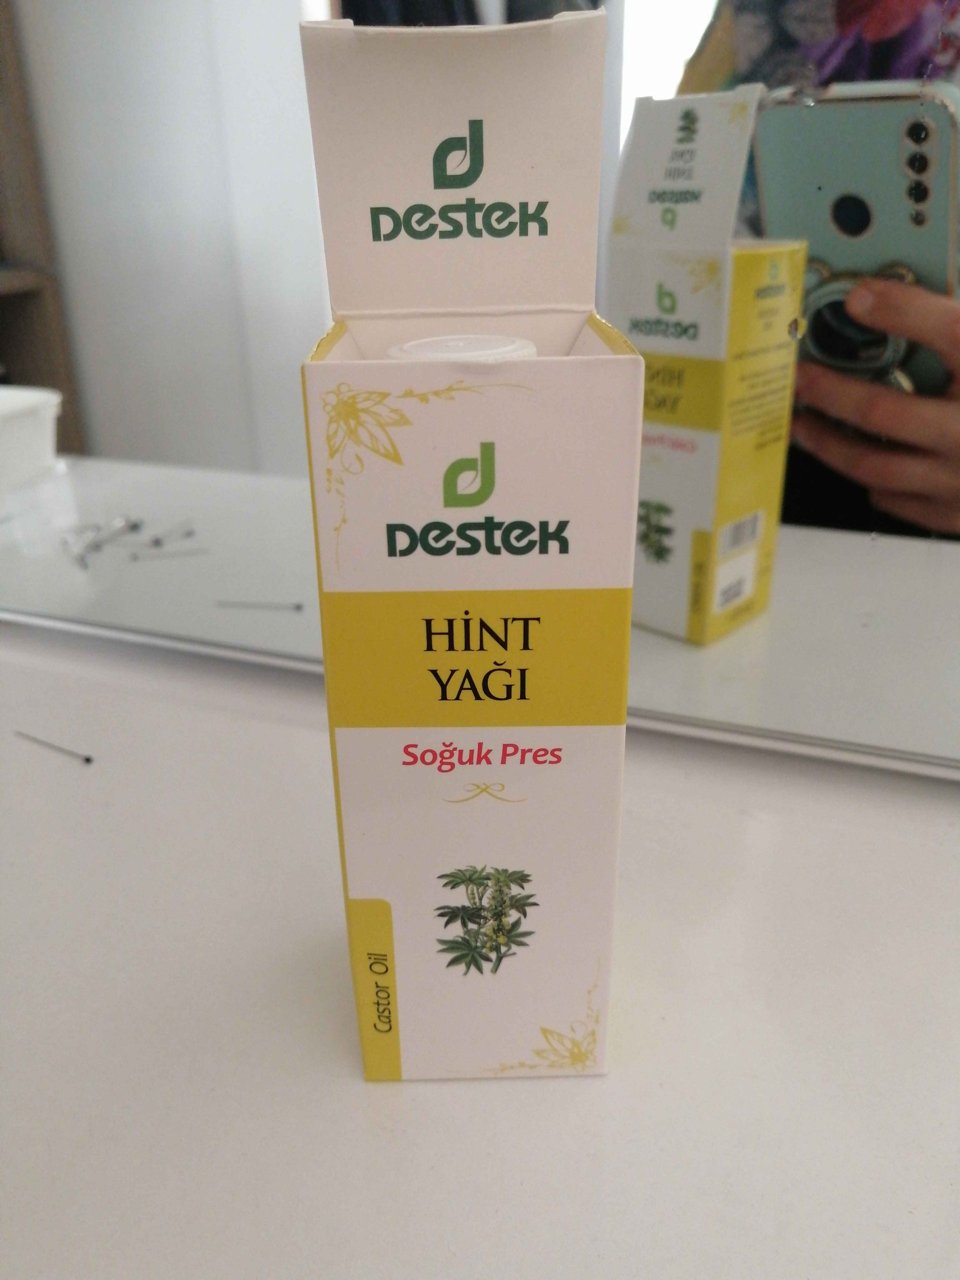 Destek
Destek
HİNT
YAĞI
Soğuk Pres
Castor Oil